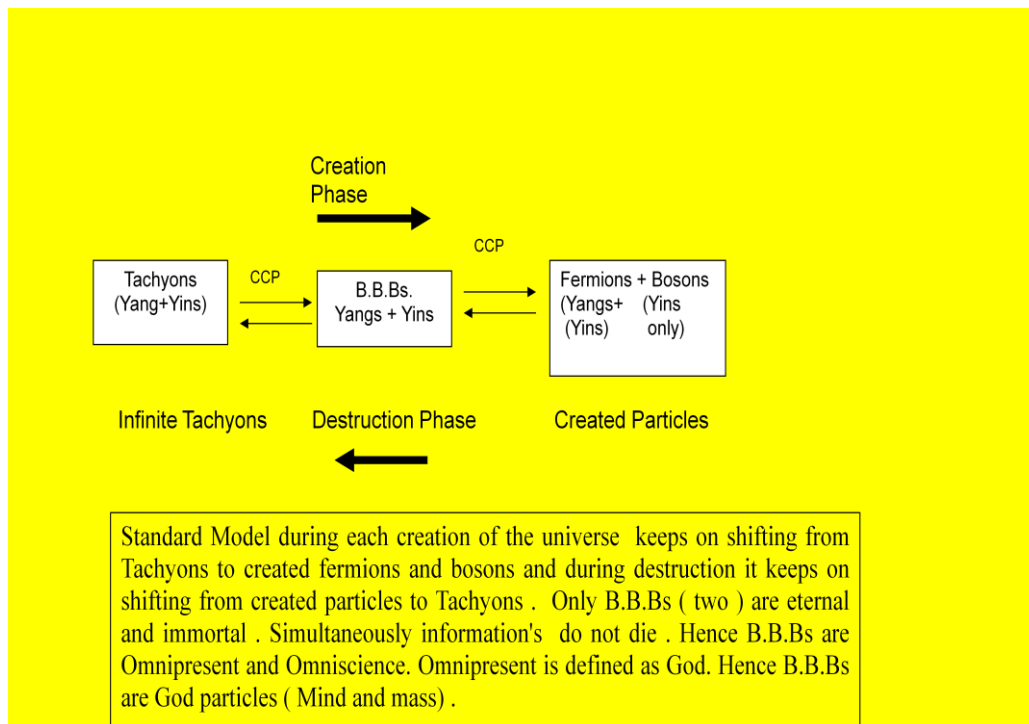 Creation
Phase
CCP
Tachyons
(Yang+Yins)
CCP
B.B.Bs.
Yangs + Yins
Fermions + Bosons
(Yangs+ (Yins
(Yins) only)
Infinite Tachyons
Destruction Phase
Created Particles
Standard Model during each creation of the universe keeps on shifting from
Tachyons to created fermions and bosons and during destruction it keeps on
shifting from created particles to Tachyons . Only B.B.Bs ( two ) are eternal
and immortal . Simultaneously information's do not die . Hence B.B.Bs are
Omnipresent and Omniscience. Omnipresent is defined as God. Hence B.B.Bs
are God particles ( Mind and mass) .